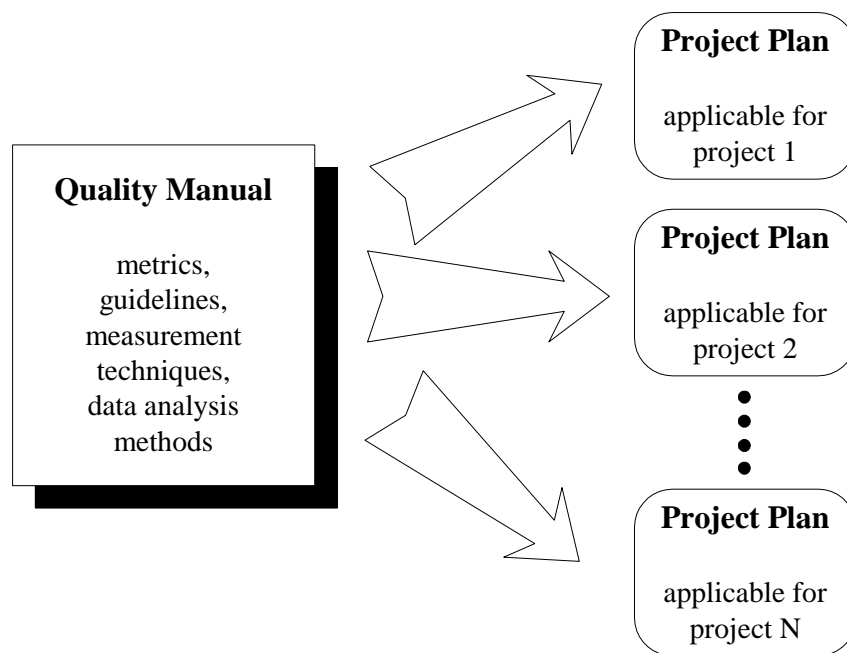 Quality Manual
metrics,
guidelines,
measurement
techniques,
data analysis
methods
Project Plan
applicable for
project 1
Project Plan
applicable for
project 2
Project Plan
applicable for
project N